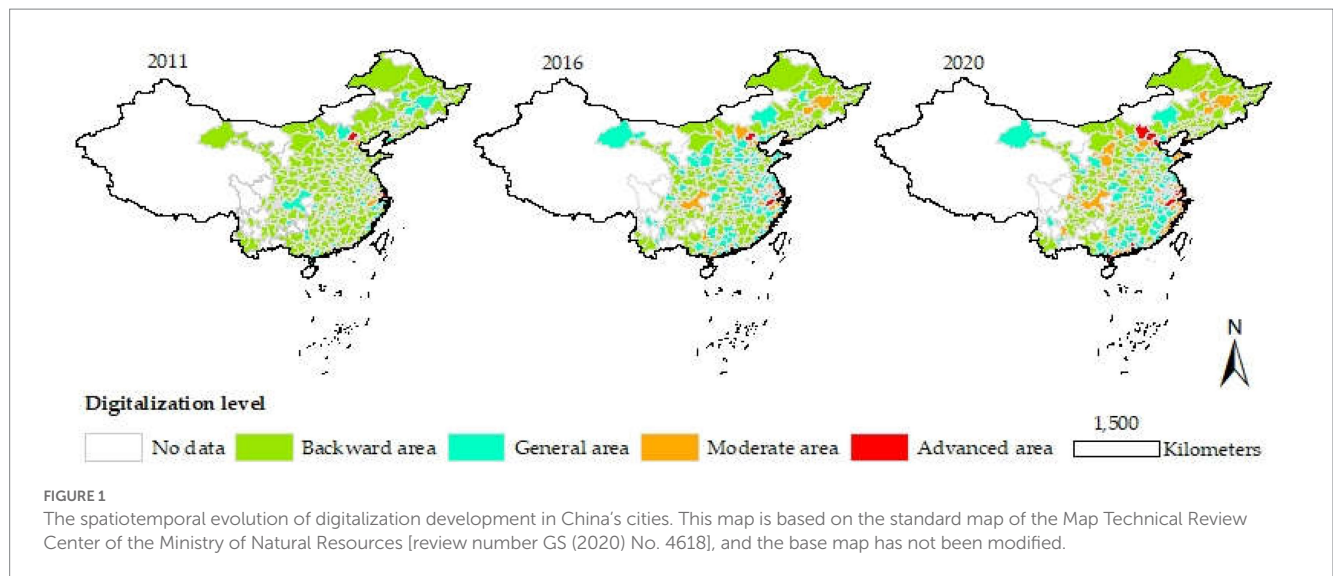 2011
2016
2020
N
Digitalization level
1,500
No data
Backward area
General area
Moderate area
Advanced area
Kilometers
FIGURE 1
The spatiotemporal evolution of digitalization development in China's cities. This map is based on the standard map of the Map Technical Review
Center of the Ministry of Natural Resources [review number GS (2020) No. 4618], and the base map has not been modified.